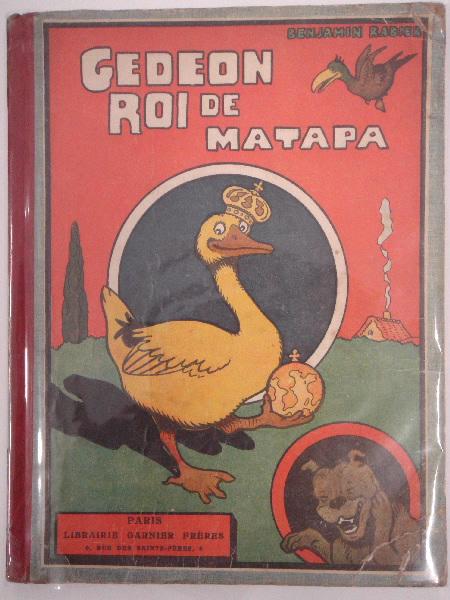 BENJAMIN RABIER
GEDEON
ROI DE
MATAPA
PARIS
LIBRAIRIE GARNIER FRÈRES
6, RUE DES SAINTS-PÈRES, 6